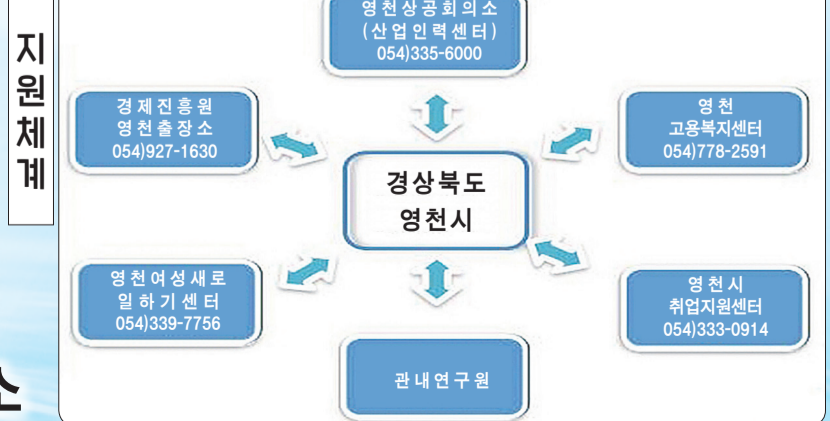 지원체계
영천상공회의소
(산업인력센터)
054)335-6000
경제진흥원
영천출장소
054)927-1630
영천
고용복지센터
054)778-2591
경상북도
영천시
영천여성새로
일하기센터
054)339-7756
영천시
취업지원센터
054)333-0914
관내연구원
소